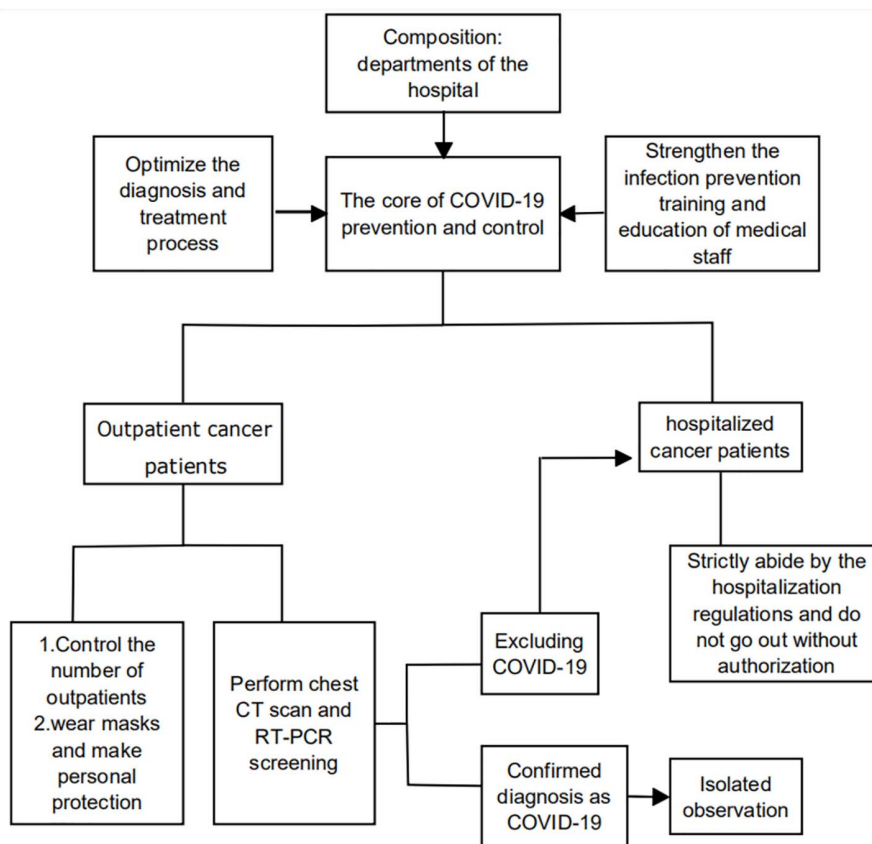 Composition:
departments of the
hospital
Optimize the
diagnosis and
treatment
process
The core of COVID-19
prevention and control
Strengthen the
infection prevention
training and
education of medical
staff
Outpatient cancer
patients
hospitalized
cancer patients
1.Control the
number of
outpatients
2.wear masks
and make
personal
protection
Perform chest
CT scan and
RT-PCR
screening
Excluding
COVID-19
Strictly abide by the
hospitalization
regulations and do
not go out without
authorization
Confirmed
diagnosis as
COVID-19
Isolated
observation